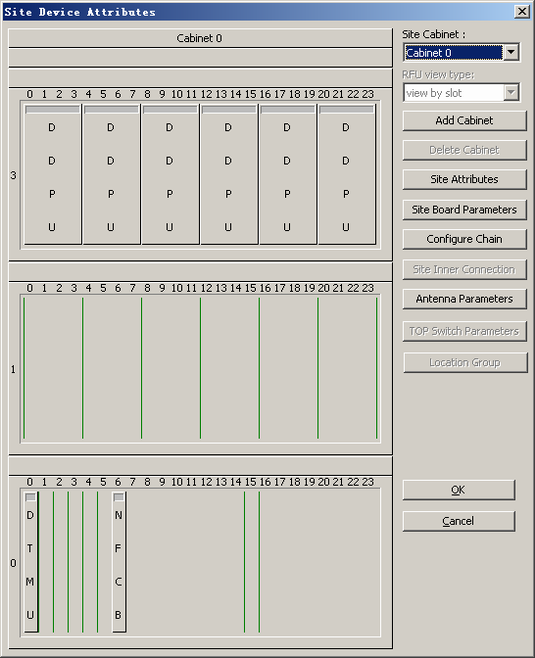 Site Device Attributes
Cabinet 0
Site Cabinet :
Cabinet 0
RFU view type:
view by slot
Add Cabinet
Delete Cabinet
Site Attributes
Site Board Parameters
Configure Chain
Site Inner Connection
Antenna Parameters
TOP Switch Parameters
Location Group
OK
Cancel
0 1 2 3 4 5 6 7 8 9 10 11 12 13 14 15 16 17 18 19 20 21 22 23
D D D D D D
D D D D D D
3
P P P P P P
U U U U U U
0 1 2 3 4 5 6 7 8 9 10 11 12 13 14 15 16 17 18 19 20 21 22 23
1
0 1 2 3 4 5 6 7 8 9 10 11 12 13 14 15 16 17 18 19 20 21 22 23
D N
T F
0
M C
U B